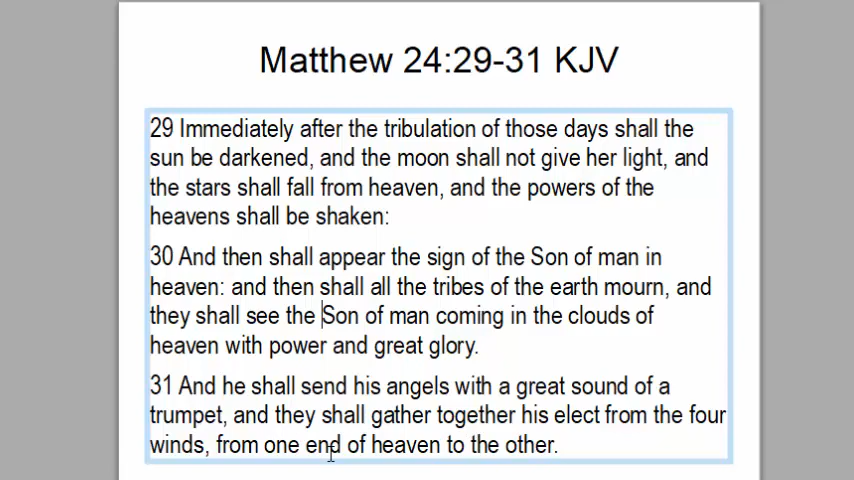 Matthew 24:29-31 KJV
29 Immediately after the tribulation of those days shall the
sun be darkened, and the moon shall not give her light, and
the stars shall fall from heaven, and the powers of the
heavens shall be shaken:
30 And then shall appear the sign of the Son of man in
heaven: and then shall all the tribes of the earth mourn, and
they shall see the Son of man coming in the clouds of
heaven with power and great glory.
31 And he shall send his angels with a great sound of a
trumpet, and they shall gather together his elect from the four
winds, from one end of heaven to the other.